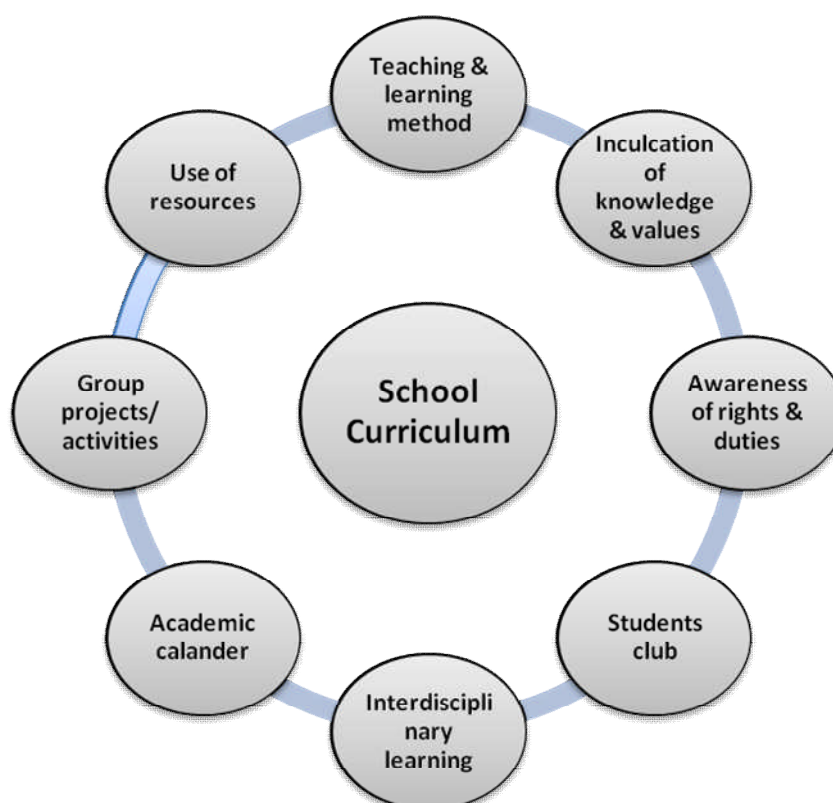 Teaching &
learning
method
Inculcation
of
knowledge
& values
Awareness
of rights &
duties
Students
club
Interdiscipli
nary
learning
Academic
calander
Group
projects/
activities
Use of
resources
School
Curriculum